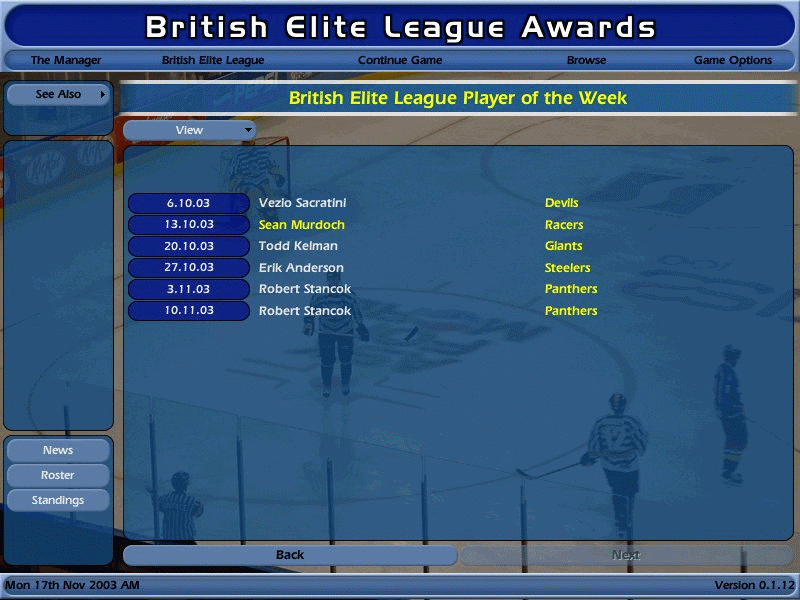 British Elite League Awards
The Manager British Elite League Continue Game Browse Game Options
See Also
British Elite League Player of the Week
View
6.10.03 Vezio Sacratini Devils
13.10.03 Sean Murdoch Racers
20.10.03 Todd Kelman Giants
27.10.03 Erik Anderson Steelers
3.11.03 Robert Stancok Panthers
10.11.03 Robert Stancok Panthers
News
Roster
Standings
Back Next
Mon 17th Nov 2003 AM Version 0.1.12